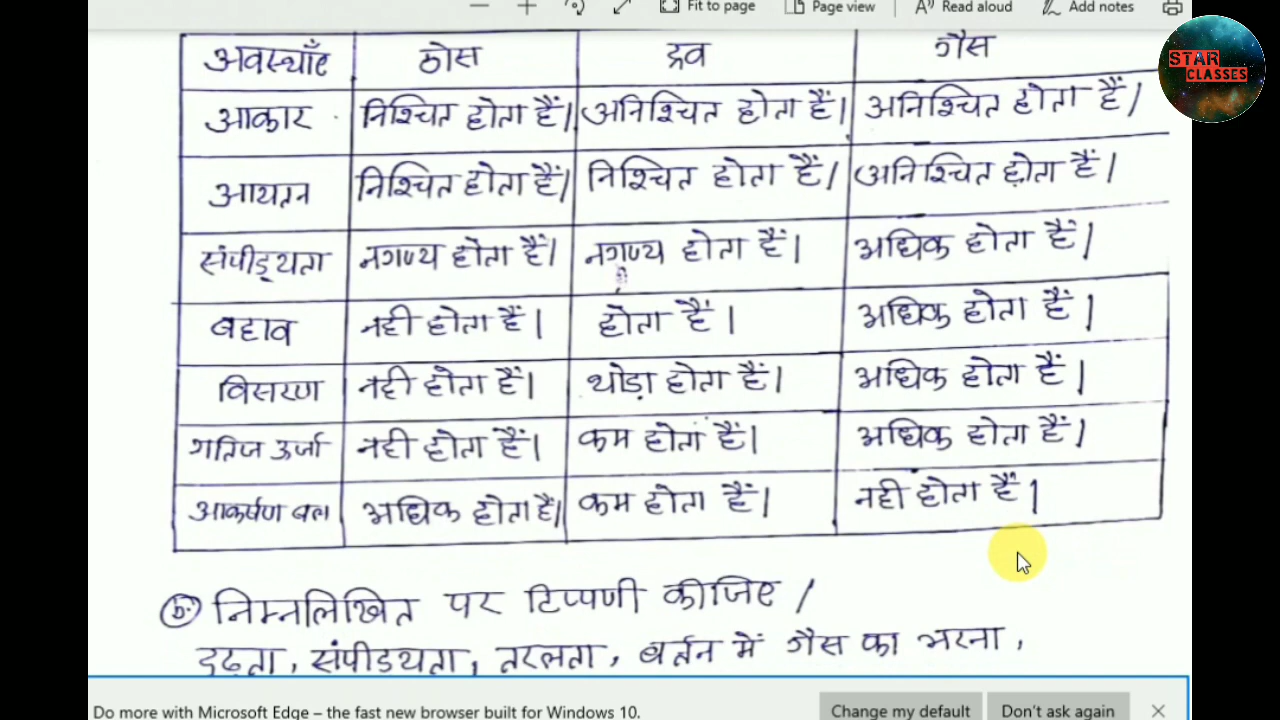 Fit to page Page view Read aloud Add notes
STAR CLASSES
अवस्थाएँ ठोस द्रव गैस
आकार निश्चित होता हैं। अनिश्चित होता हैं। अनिश्चित होता हैं।
आयतन निश्चित होता हैं। निश्चित होता हैं। अनिश्चित होता हैं।
संपीड्यता नगण्य होता हैं। नगण्य होता हैं। अधिक होता हैं।
बहाव नही होता हैं। होता हैं। अधिक होता हैं।
विसरण नही होता हैं। थोड़ा होता हैं। अधिक होता हैं।
गतिज ऊर्जा नही होता हैं। कम होता हैं। अधिक होता हैं।
आकर्षण बल अधिक होता हैं। कम होता हैं। नही होता हैं।
b. निम्नलिखित पर टिप्पणी कीजिए।
दृढ़ता, संपीडयता, तरलता, बर्तन में गैस का भरना,
Do more with Microsoft Edge – the fast new browser built for Windows 10. Change my default Don't ask again